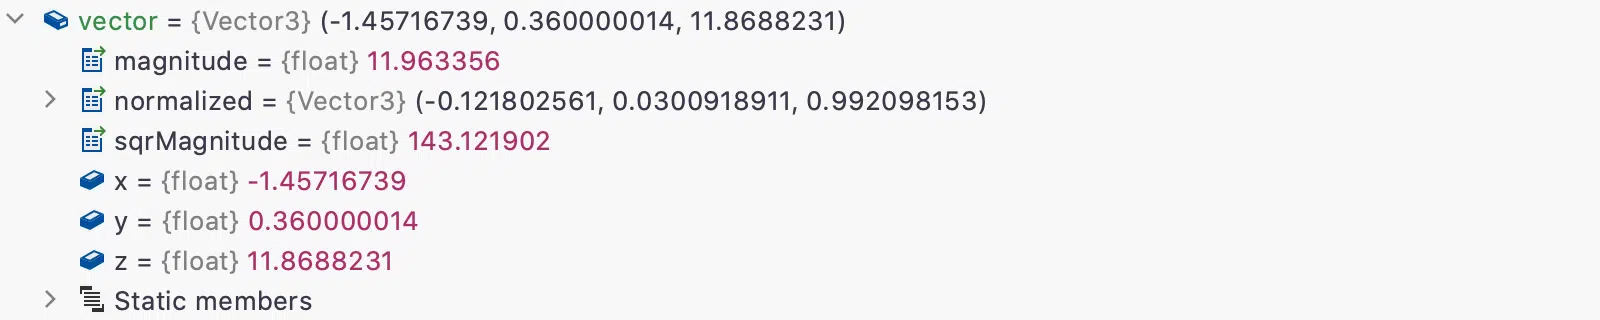 vector = {Vector3} (-1.45716739, 0.360000014, 11.8688231)
magnitude = {float} 11.963356
normalized = {Vector3} (-0.121802561, 0.0300918911, 0.992098153)
sqrMagnitude = {float} 143.121902
x = {float} -1.45716739
y = {float} 0.360000014
z = {float} 11.8688231
Static members